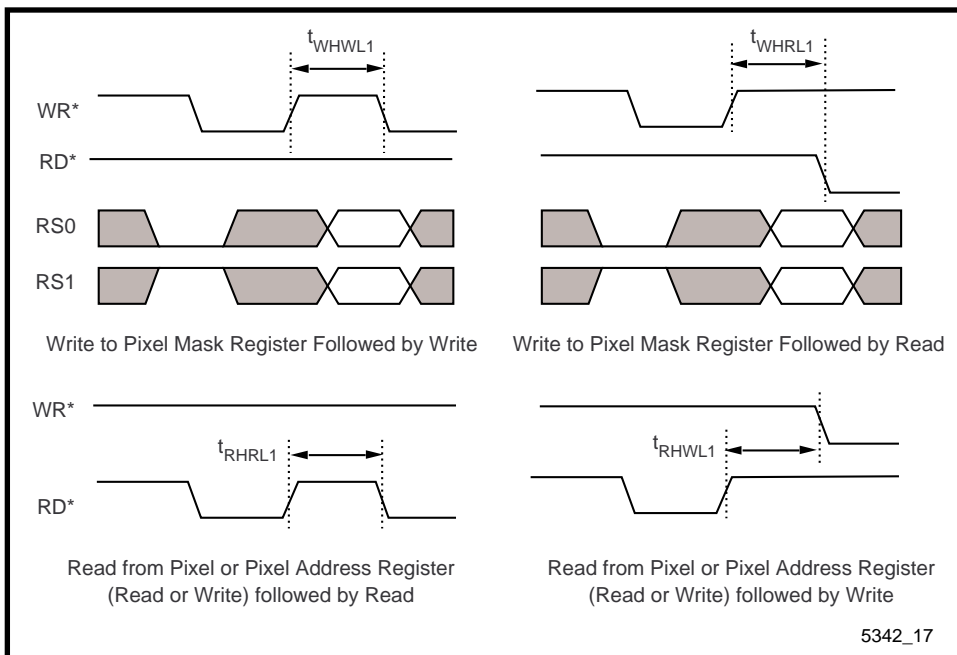 tWHWL1
WR*
RD*
RS0
RS1
Write to Pixel Mask Register Followed by Write
tWHRL1
Write to Pixel Mask Register Followed by Read
WR*
tRHRL1
RD*
Read from Pixel or Pixel Address Register
(Read or Write) followed by Read
tRHWL1
Read from Pixel or Pixel Address Register
(Read or Write) followed by Write
5342_17